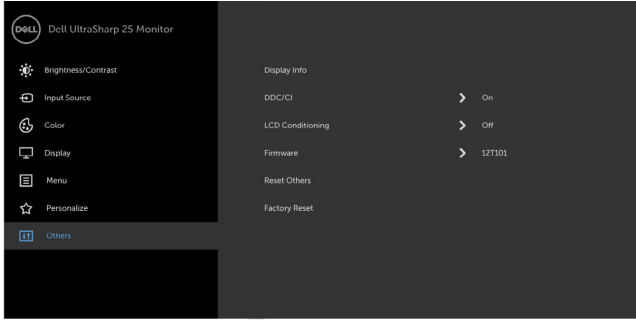 DELL Dell UltraSharp 25 Monitor
Brightness/Contrast
Input Source
Color
Display
Menu
Personalize
Others
Display Info
DDC/CI > On
LCD Conditioning > Off
Firmware > 12T101
Reset Others
Factory Reset